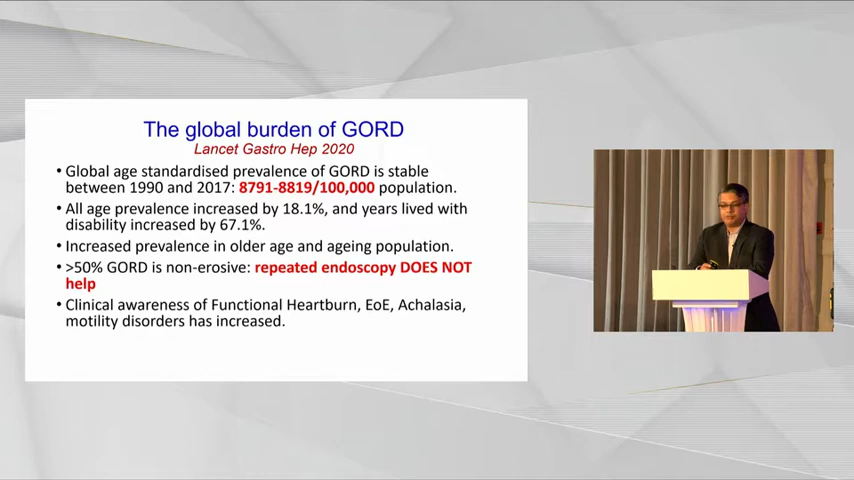 The global burden of GORD
Lancet Gastro Hep 2020
• Global age standardised prevalence of GORD is stable
between 1990 and 2017: 8791-8819/100,000 population.
• All age prevalence increased by 18.1%, and years lived with
disability increased by 67.1%.
• Increased prevalence in older age and ageing population.
• >50% GORD is non-erosive: repeated endoscopy DOES NOT
help
• Clinical awareness of Functional Heartburn, EoE, Achalasia,
motility disorders has increased.